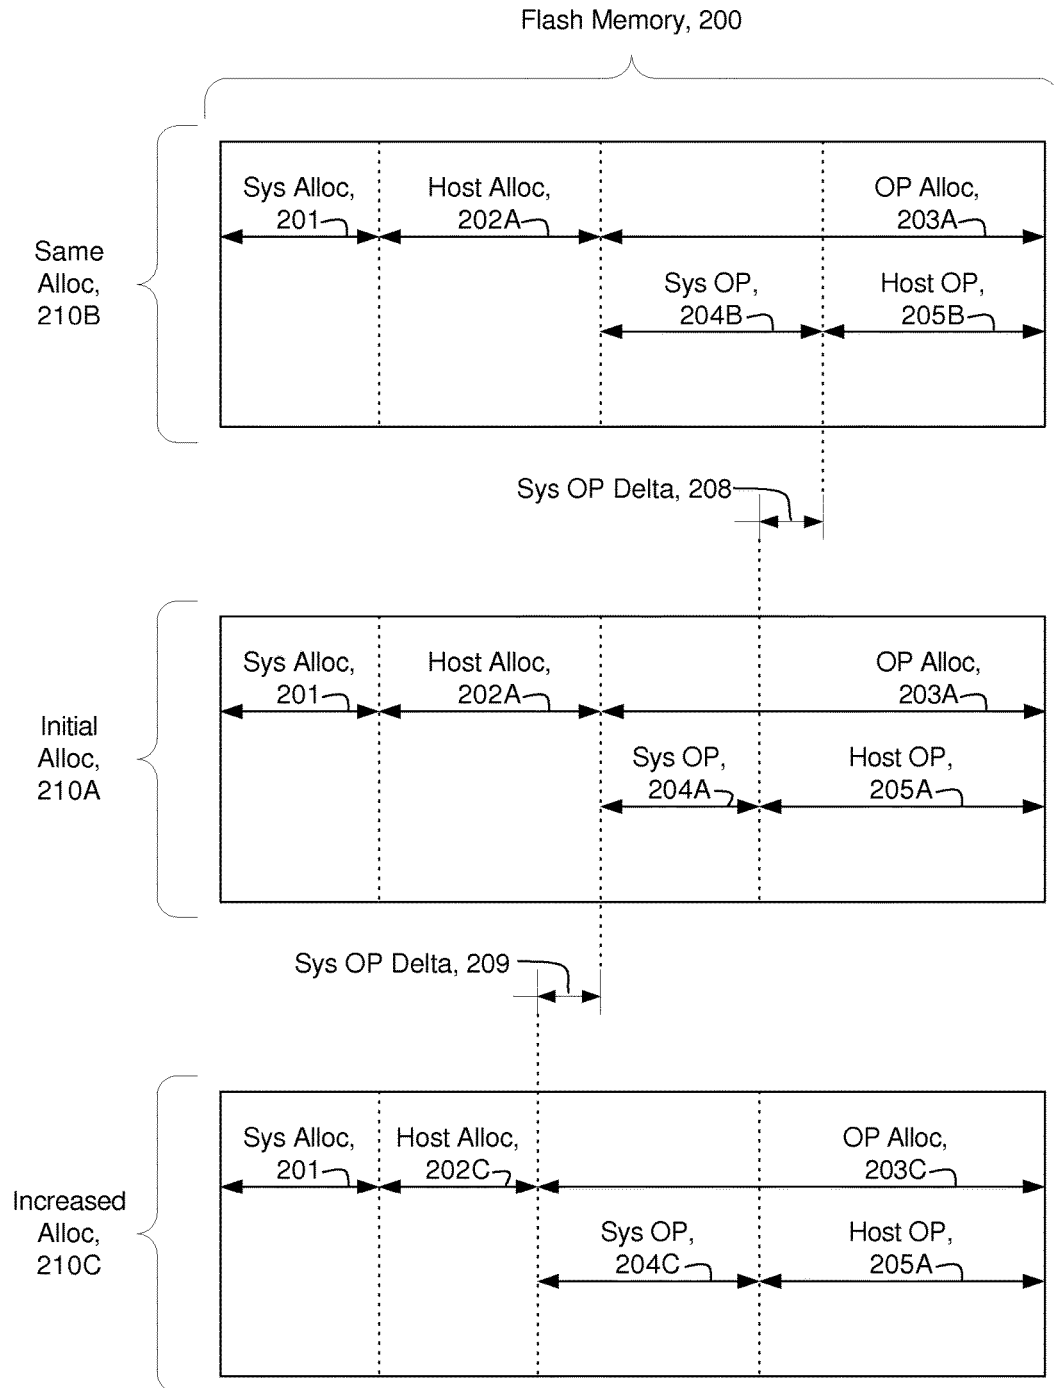 Flash Memory, 200
Same
Alloc,
210B
Sys Alloc,
201
Host Alloc,
202A
OP Alloc,
203A
Sys OP,
204B
Host OP,
205B
Sys OP Delta, 208
Initial
Alloc,
210A
Sys Alloc,
201
Host Alloc,
202A
OP Alloc,
203A
Sys OP,
204A
Host OP,
205A
Sys OP Delta, 209
Increased
Alloc,
210C
Sys Alloc,
201
Host Alloc,
202C
OP Alloc,
203C
Sys OP,
204C
Host OP,
205A